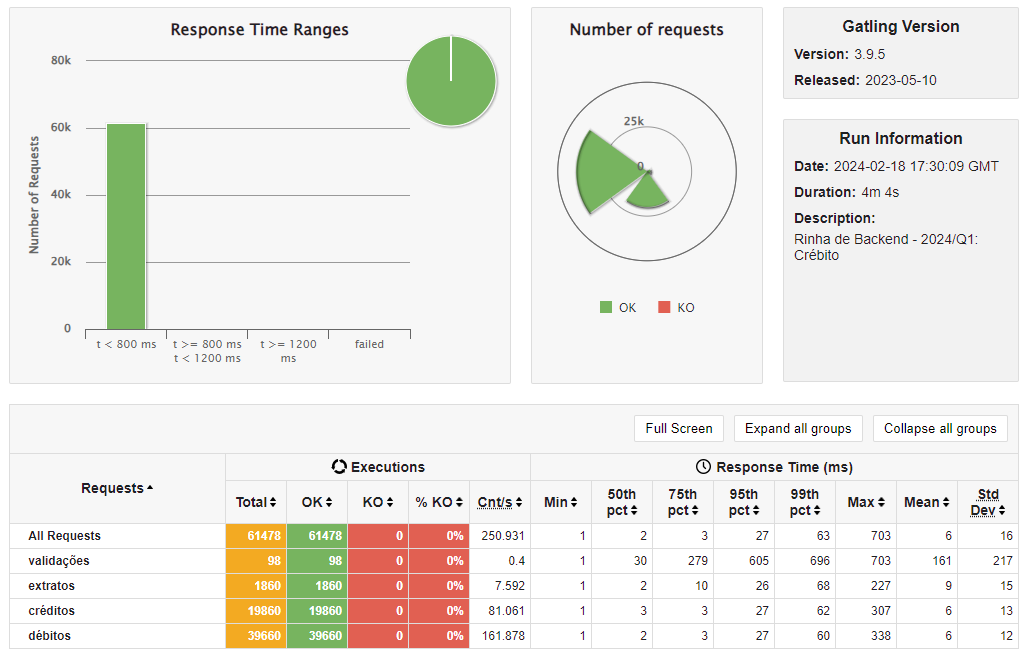 Response Time Ranges
80k
60k
40k
20k
0
Number of Requests
t < 800 ms
t >= 800 ms
t < 1200 ms
t >= 1200
ms
failed
Number of requests
25k
0
OK KO
Gatling Version
Version: 3.9.5
Released: 2023-05-10
Run Information
Date: 2024-02-18 17:30:09 GMT
Duration: 4m 4s
Description:
Rinha de Backend - 2024/Q1:
Crébito
Full Screen Expand all groups Collapse all groups
Requests Executions Response Time (ms)
Total OK KO % KO Cnt/s Min 50th pct 75th pct 95th pct 99th pct Max Mean Std Dev
All Requests 61478 61478 0 0% 250.931 1 2 3 27 63 703 6 16
validações 98 98 0 0% 0.4 1 30 279 605 696 703 161 217
extratos 1860 1860 0 0% 7.592 1 2 10 26 68 227 9 15
créditos 19860 19860 0 0% 81.061 1 3 3 27 62 307 6 13
débitos 39660 39660 0 0% 161.878 1 2 3 27 60 338 6 12